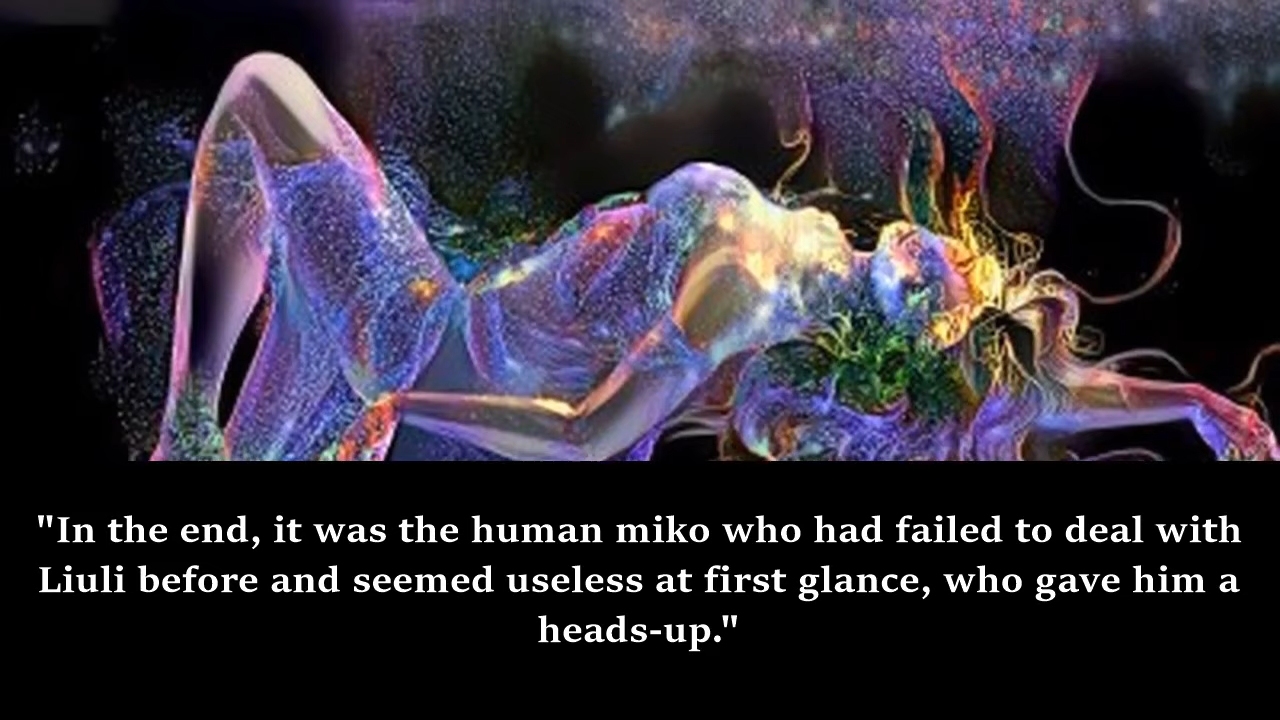 "In the end, it was the human miko who had failed to deal with
Liuli before and seemed useless at first glance, who gave him a
heads-up."